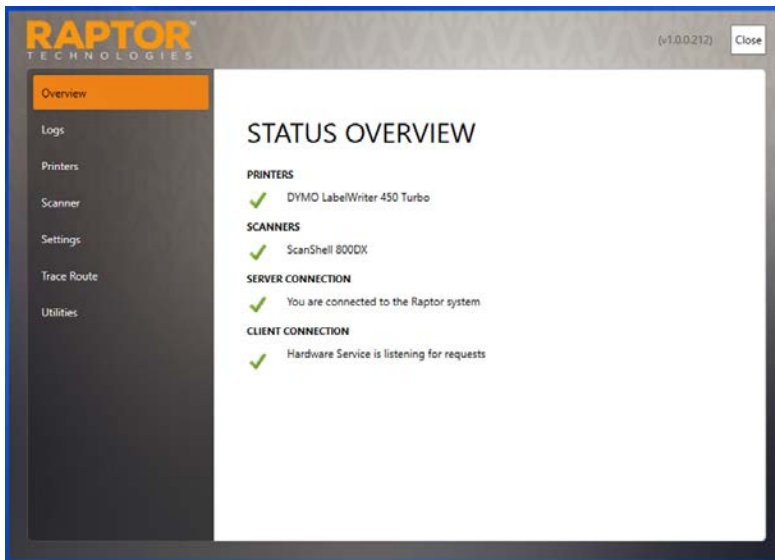 RAPTOR™
TECHNOLOGIES
(v1.0.0.212)
Close
Overview
Logs
Printers
Scanner
Settings
Trace Route
Utilities
STATUS OVERVIEW
PRINTERS
DYMO LabelWriter 450 Turbo
SCANNERS
ScanShell 800DX
SERVER CONNECTION
You are connected to the Raptor system
CLIENT CONNECTION
Hardware Service is listening for requests